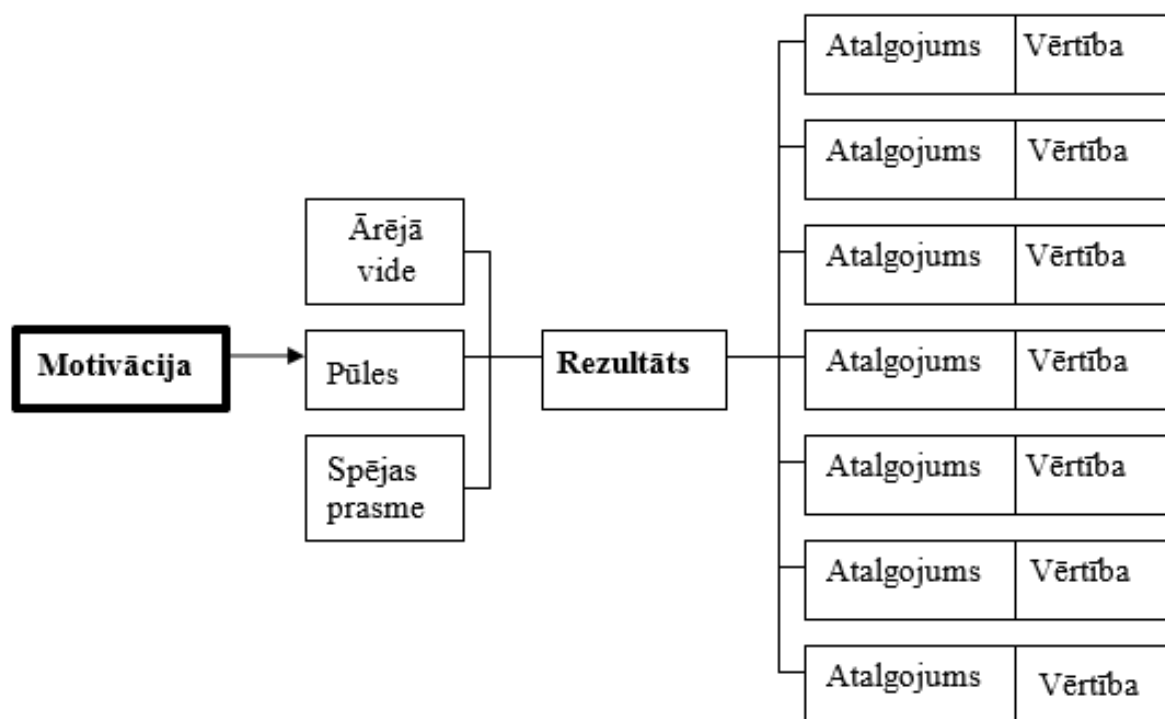 Motivācija
Ārējā
vide
Pūles
Spējas
prasme
Rezultāts
Atalgojums Vērtība
Atalgojums Vērtība
Atalgojums Vērtība
Atalgojums Vērtība
Atalgojums Vērtība
Atalgojums Vērtība
Atalgojums Vērtība